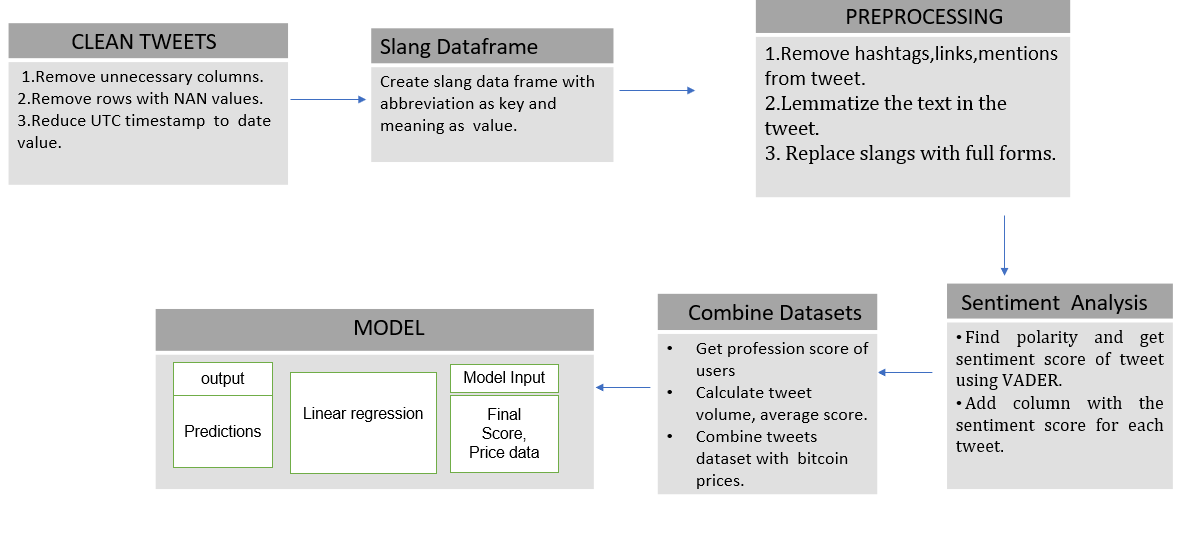 CLEAN TWEETS
1.Remove unnecessary columns.
2.Remove rows with NAN values.
3.Reduce UTC timestamp to date
value.
Slang Dataframe
Create slang data frame with
abbreviation as key and
meaning as value.
PREPROCESSING
1.Remove hashtags,links,mentions
from tweet.
2.Lemmatize the text in the
tweet.
3. Replace slangs with full forms.
Sentiment Analysis
•Find polarity and get
sentiment score of tweet
using VADER.
•Add column with the
sentiment score for each
tweet.
Combine Datasets
• Get profession score of
users
• Calculate tweet
volume, average score.
• Combine tweets
dataset with bitcoin
prices.
MODEL
Model Input
Final
Score,
Price data
Linear regression
output
Predictions